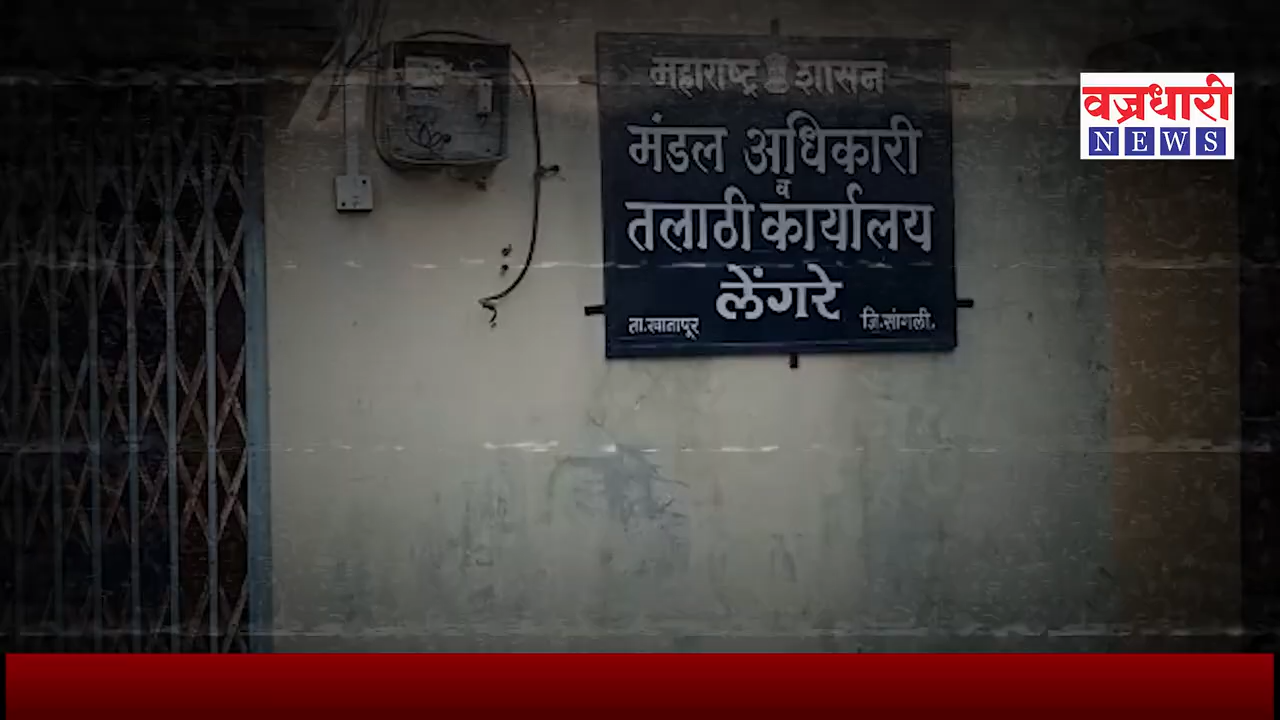 महाराष्ट्र शासन
मंडल अधिकारी
व
तलाठी कार्यालय
लेंगरे
ता.खानापूर जि.सांगली.
वज्रधारी
NEWS